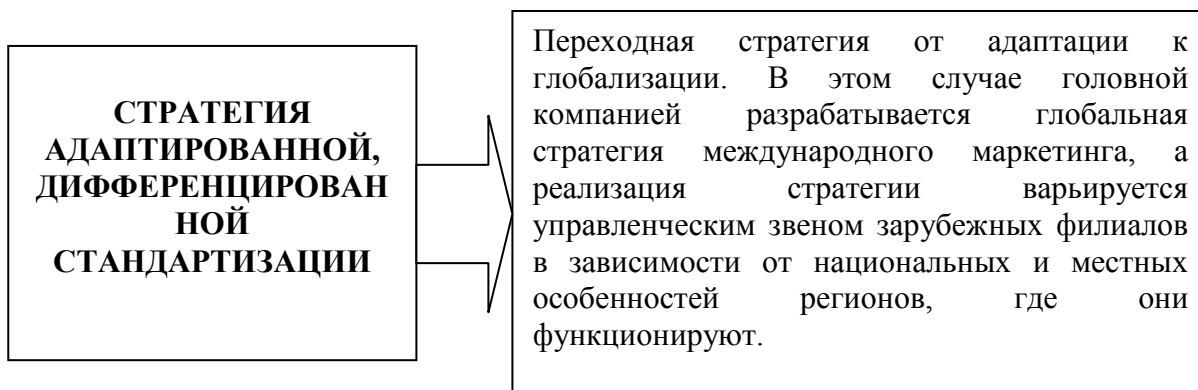 СТРАТЕГИЯ
АДАПТИРОВАННОЙ,
ДИФФЕРЕНЦИРОВАН
НОЙ
СТАНДАРТИЗАЦИИ
Переходная стратегия от адаптации к
глобализации. В этом случае головной
компанией разрабатывается глобальная
стратегия международного маркетинга, а
реализация стратегии варьируется
управленческим звеном зарубежных филиалов
в зависимости от национальных и местных
особенностей регионов, где они
функционируют.